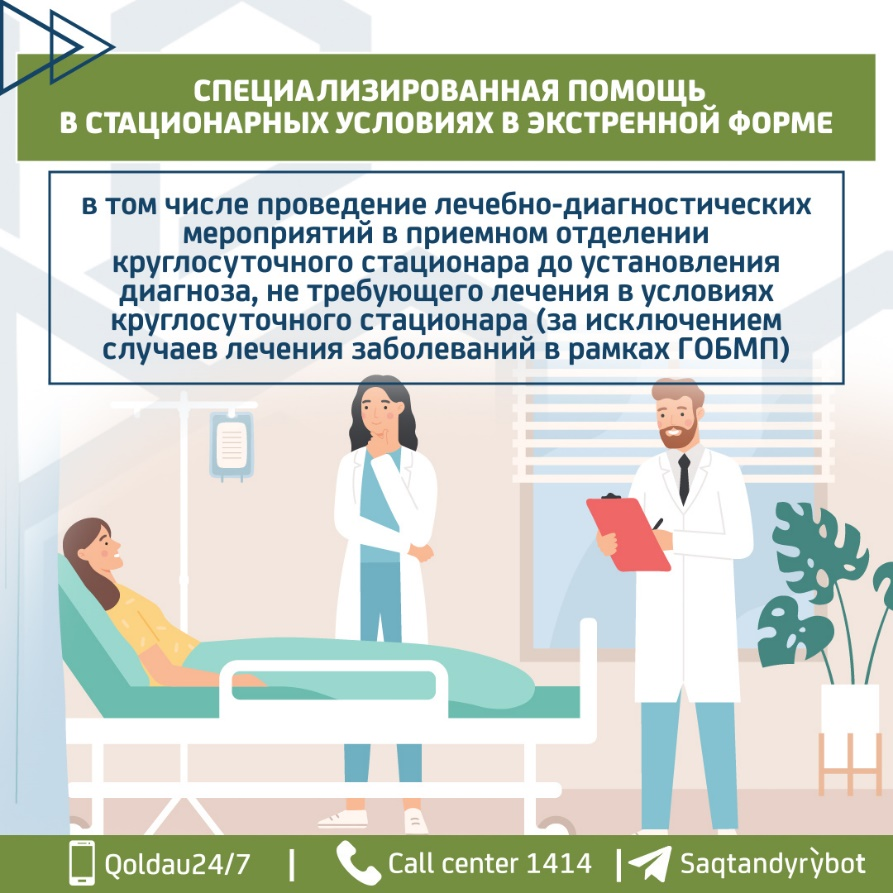 СПЕЦИАЛИЗИРОВАННАЯ ПОМОЩЬ
В СТАЦИОНАРНЫХ УСЛОВИЯХ В ЭКСТРЕННОЙ ФОРМЕ
в том числе проведение лечебно-диагностических
мероприятий в приемном отделении
круглосуточного стационара до установления
диагноза, не требующего лечения в условиях
круглосуточного стационара (за исключением
случаев лечения заболеваний в рамках ГОБМП)
Qoldau24/7 | Call center 1414 | Saqtandyrỳbot